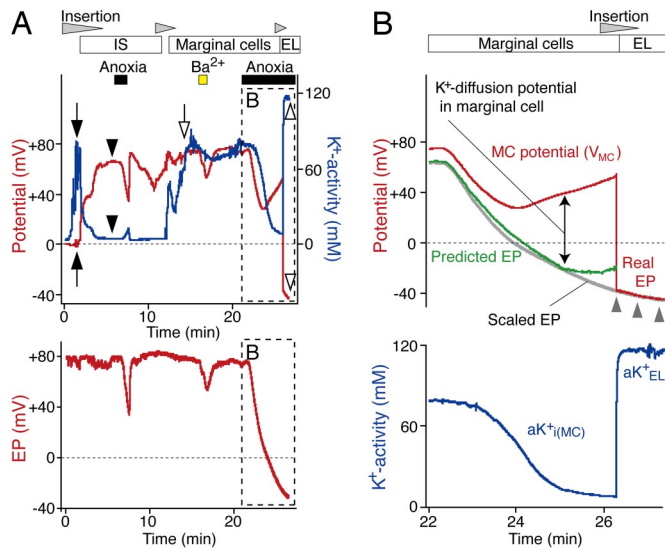 A
Insertion
IS
Marginal cells
EL
Anoxia
Ba2+
Anoxia
B
Potential (mV)
+80
+40
0
-40
120
60
0
K+-activity (mM)
0
10
20
Time (min)
EP (mV)
+80
+40
0
-40
B
0
10
20
Time (min)
B
Insertion
Marginal cells
EL
K+-diffusion potential
in marginal cell
MC potential (VMC)
Potential (mV)
+80
+40
0
-40
Predicted EP
Real
EP
Scaled EP
K+-activity (mM)
120
60
0
aK+i(MC)
aK+EL
22
24
26
Time (min)